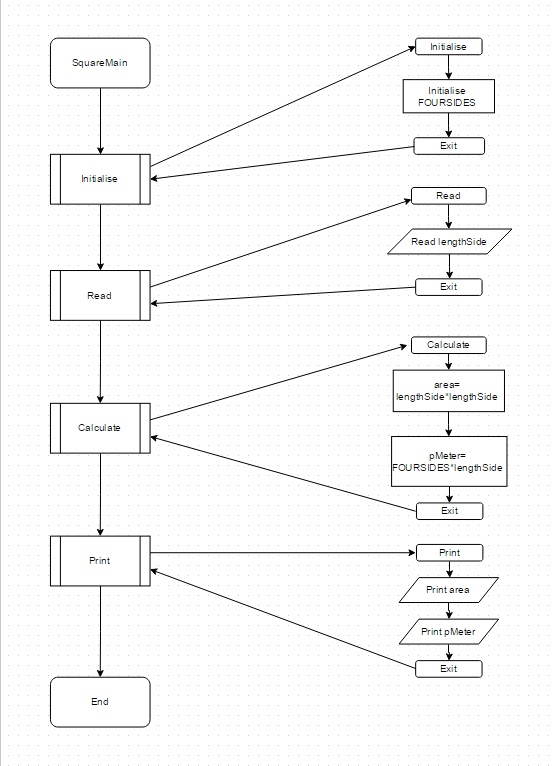 SquareMain
Initialise
Read
Calculate
Print
End
Initialise
Initialise
FOURSIDES
Exit
Read
Read lengthSide
Exit
Calculate
area=
lengthSide*lengthSide
pMeter=
FOURSIDES*lengthSide
Exit
Print
Print area
Print pMeter
Exit